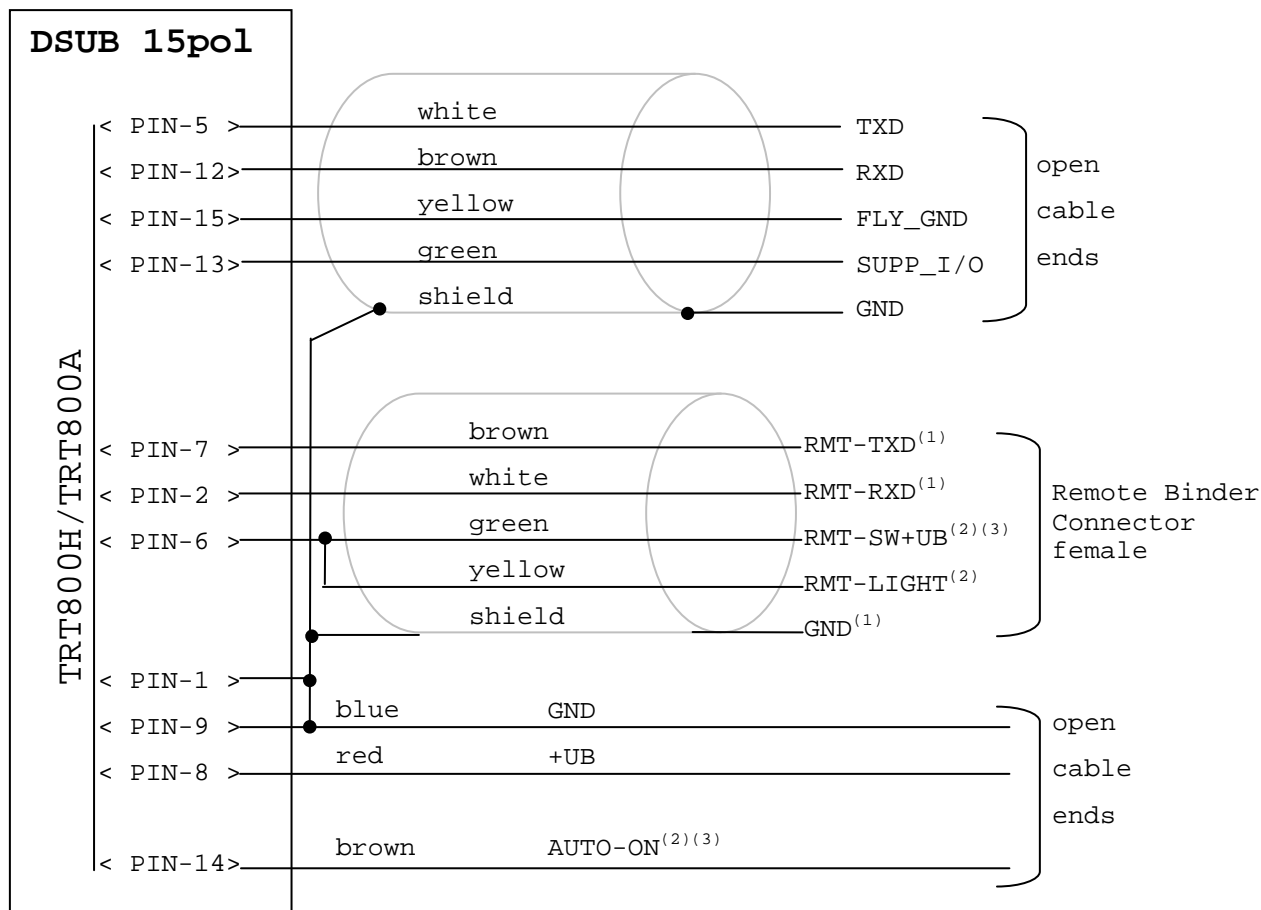 DSUB 15pol
TRT800H/TRT800A
< PIN-5 > white TXD
< PIN-12> brown RXD
< PIN-15> yellow FLY_GND
< PIN-13> green SUPP_I/O
shield GND
open
cable
ends
< PIN-7 > brown RMT-TXD(1)
< PIN-2 > white RMT-RXD(1)
< PIN-6 > green RMT-SW+UB(2)(3)
yellow RMT-LIGHT(2)
shield GND(1)
Remote Binder
Connector
female
< PIN-1 >
< PIN-9 > blue GND
< PIN-8 > red +UB
< PIN-14> brown AUTO-ON(2)(3)
open
cable
ends